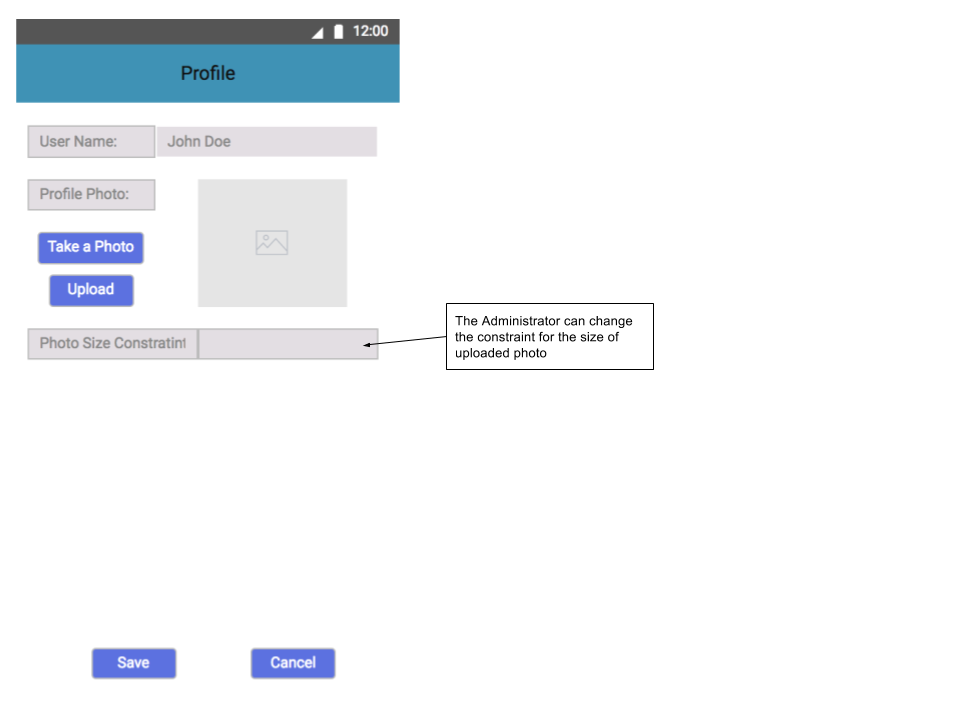 12:00
Profile
User Name: John Doe
Profile Photo:
Take a Photo
Upload
Photo Size Constratint
The Administrator can change
the constraint for the size of
uploaded photo
Save Cancel